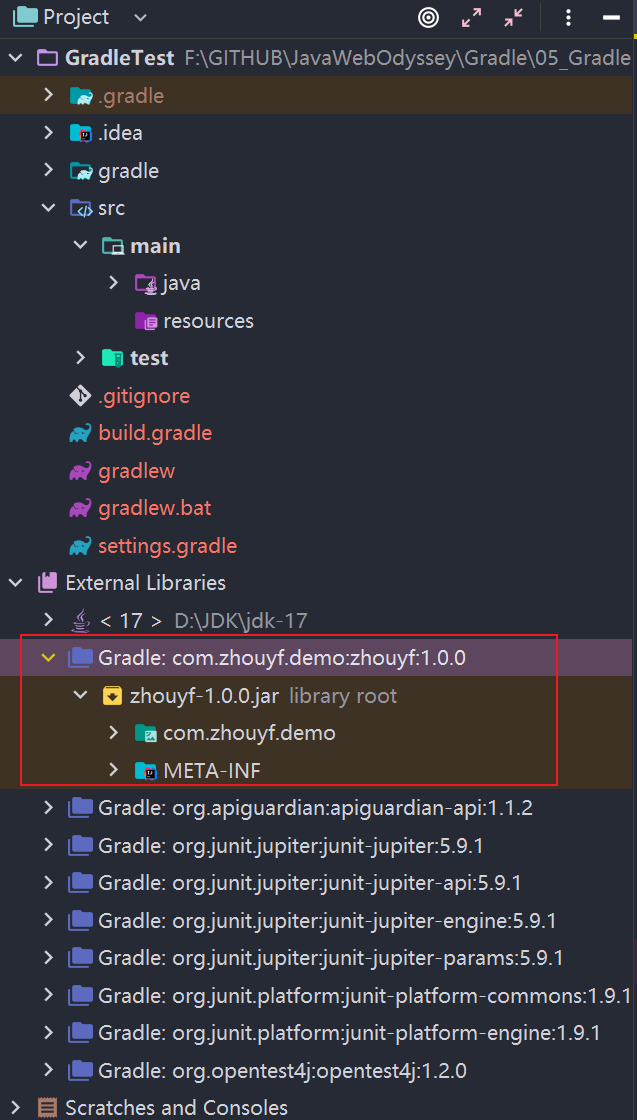 Project
GradleTest F:\GITHUB\JavaWebOdyssey\Gradle\05_Gradle
.gradle
.idea
gradle
src
main
java
resources
test
.gitignore
build.gradle
gradlew
gradlew.bat
settings.gradle
External Libraries
< 17 > D:\JDK\jdk-17
Gradle: com.zhouyf.demo:zhouyf:1.0.0
zhouyf-1.0.0.jar library root
com.zhouyf.demo
META-INF
Gradle: org.apiguardian:apiguardian-api:1.1.2
Gradle: org.junit.jupiter:junit-jupiter:5.9.1
Gradle: org.junit.jupiter:junit-jupiter-api:5.9.1
Gradle: org.junit.jupiter:junit-jupiter-engine:5.9.1
Gradle: org.junit.jupiter:junit-jupiter-params:5.9.1
Gradle: org.junit.platform:junit-platform-commons:1.9.1
Gradle: org.junit.platform:junit-platform-engine:1.9.1
Gradle: org.opentest4j:opentest4j:1.2.0
Scratches and Consoles